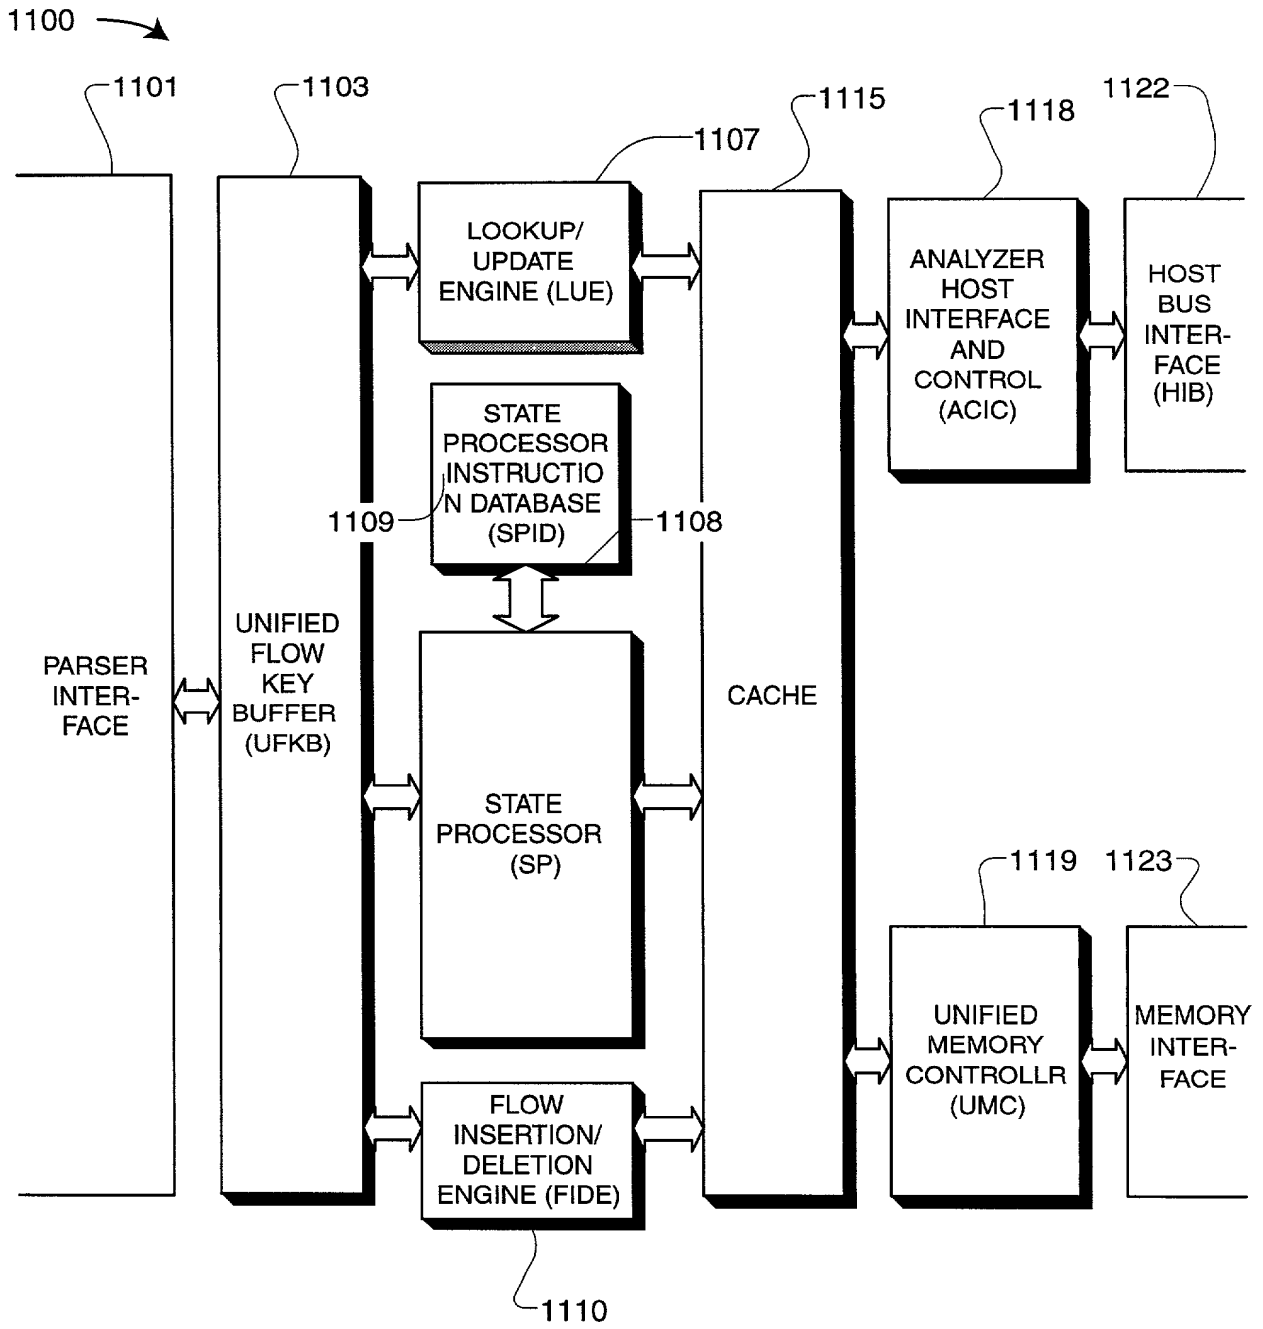 1100
1101
1103
1107
1115
1118
1122
LOOKUP/
UPDATE
ENGINE (LUE)
ANALYZER
HOST
INTERFACE
AND
CONTROL
(ACIC)
HOST
BUS
INTER-
FACE
(HIB)
STATE
PROCESSOR
INSTRUCTIO
N DATABASE
(SPID)
1109
1108
UNIFIED
FLOW
KEY
BUFFER
(UFKB)
PARSER
INTER-
FACE
CACHE
STATE
PROCESSOR
(SP)
1119
1123
UNIFIED
MEMORY
CONTROLLR
(UMC)
MEMORY
INTER-
FACE
FLOW
INSERTION/
DELETION
ENGINE (FIDE)
1110